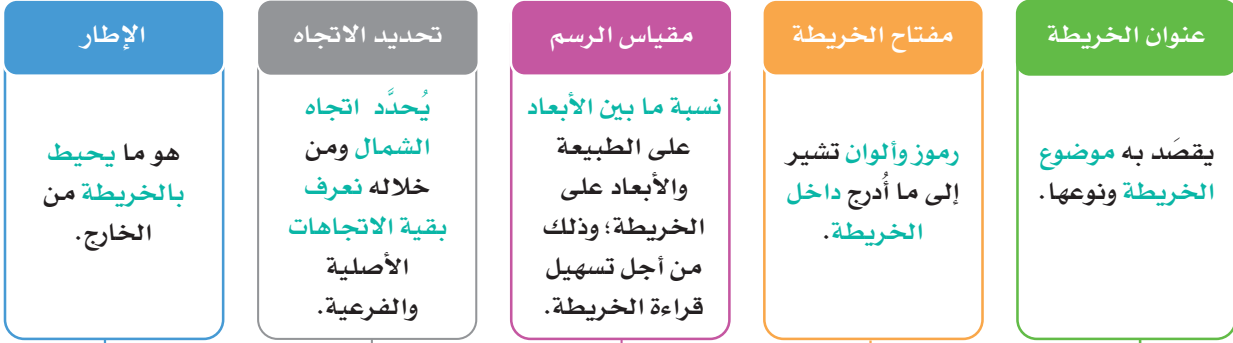 عنوان الخريطة
يقصَد به موضوع
الخريطة ونوعها.
مفتاح الخريطة
رموز وألوان تشير
إلى ما أُدرج داخل
الخريطة.
مقياس الرسم
نسبة ما بين الأبعاد
على الطبيعة
والأبعاد على
الخريطة؛ وذلك
من أجل تسهيل
قراءة الخريطة.
تحديد الاتجاه
يُحدَّد اتجاه
الشمال ومن
خلاله نعرف
بقية الاتجاهات
الأصلية
والفرعية.
الإطار
هو ما يحيط
بالخريطة من
الخارج.